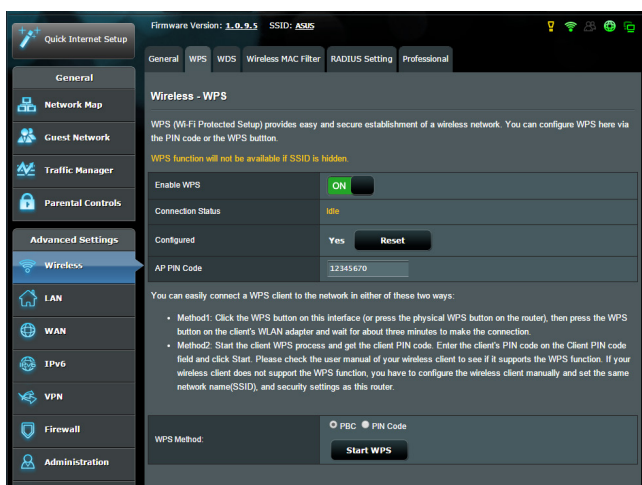 Quick Internet Setup
Firmware Version: 1.0.9.5 SSID: ASUS
General WPS WDS Wireless MAC Filter RADIUS Setting Professional
General
Network Map
Guest Network
Traffic Manager
Parental Controls
Advanced Settings
Wireless
LAN
WAN
IPv6
VPN
Firewall
Administration
Wireless - WPS
WPS (Wi-Fi Protected Setup) provides easy and secure establishment of a wireless network. You can configure WPS here via
the PIN code or the WPS buttton.
WPS function will not be available if SSID is hidden.
Enable WPS ON
Connection Status Idle
Configured Yes Reset
AP PIN Code 12345670
You can easily connect a WPS client to the network in either of these two ways:
• Method1: Click the WPS button on this interface (or press the physical WPS button on the router), then press the WPS
button on the client's WLAN adapter and wait for about three minutes to make the connection.
• Method2: Start the client WPS process and get the client PIN code. Enter the client's PIN code on the Client PIN code
field and click Start. Please check the user manual of your wireless client to see if it supports the WPS function. If your
wireless client does not support the WPS function, you have to configure the wireless client manually and set the same
network name(SSID), and security settings as this router.
WPS Method: PBC PIN Code
Start WPS